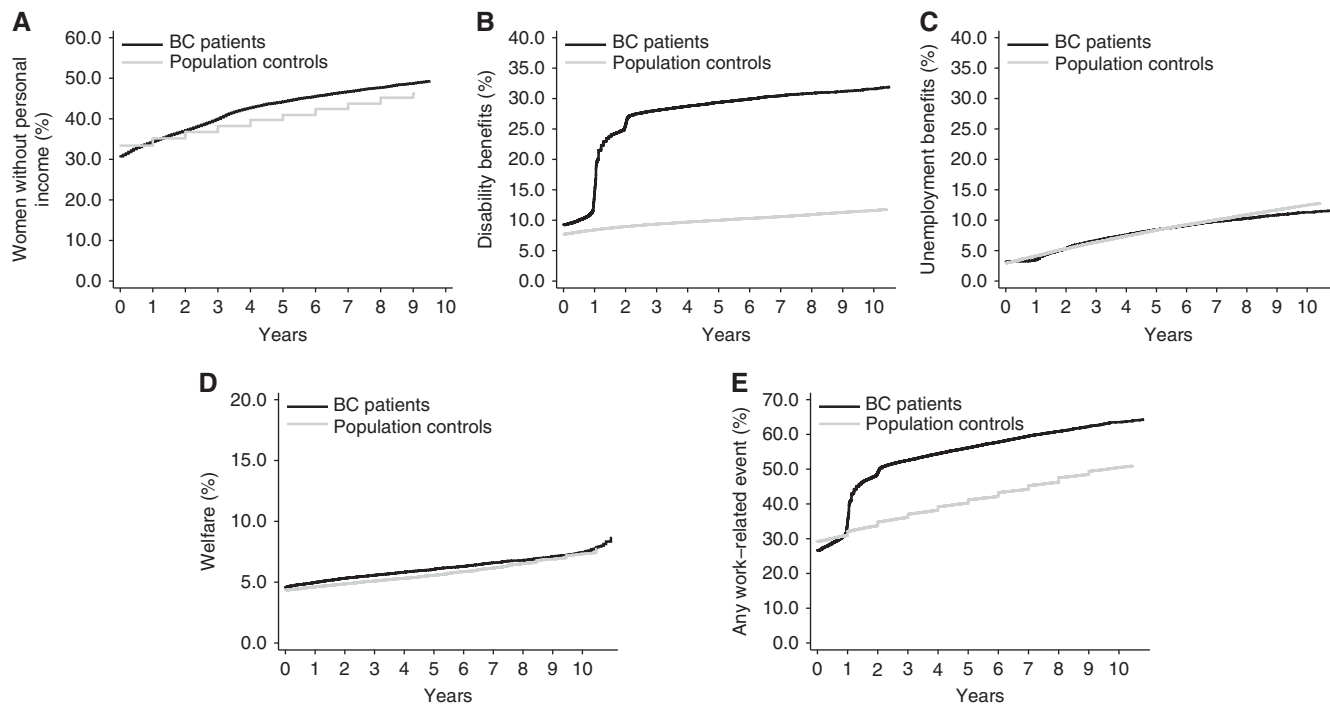 A
Women without personal
income (%)
60.0
50.0
40.0
30.0
20.0
10.0
0.0
BC patients
Population controls
0 1 2 3 4 5 6 7 8 9 10
Years
B
Disability benefits (%)
40.0
35.0
30.0
25.0
20.0
15.0
10.0
5.0
0.0
BC patients
Population controls
0 1 2 3 4 5 6 7 8 9 10
Years
C
Unemployment benefits (%)
40.0
35.0
30.0
25.0
20.0
15.0
10.0
5.0
0.0
BC patients
Population controls
0 1 2 3 4 5 6 7 8 9 10
Years
D
Welfare (%)
20.0
15.0
10.0
5.0
0.0
BC patients
Population controls
0 1 2 3 4 5 6 7 8 9 10
Years
E
Any work–related event (%)
70.0
60.0
50.0
40.0
30.0
20.0
10.0
0.0
BC patients
Population controls
0 1 2 3 4 5 6 7 8 9 10
Years